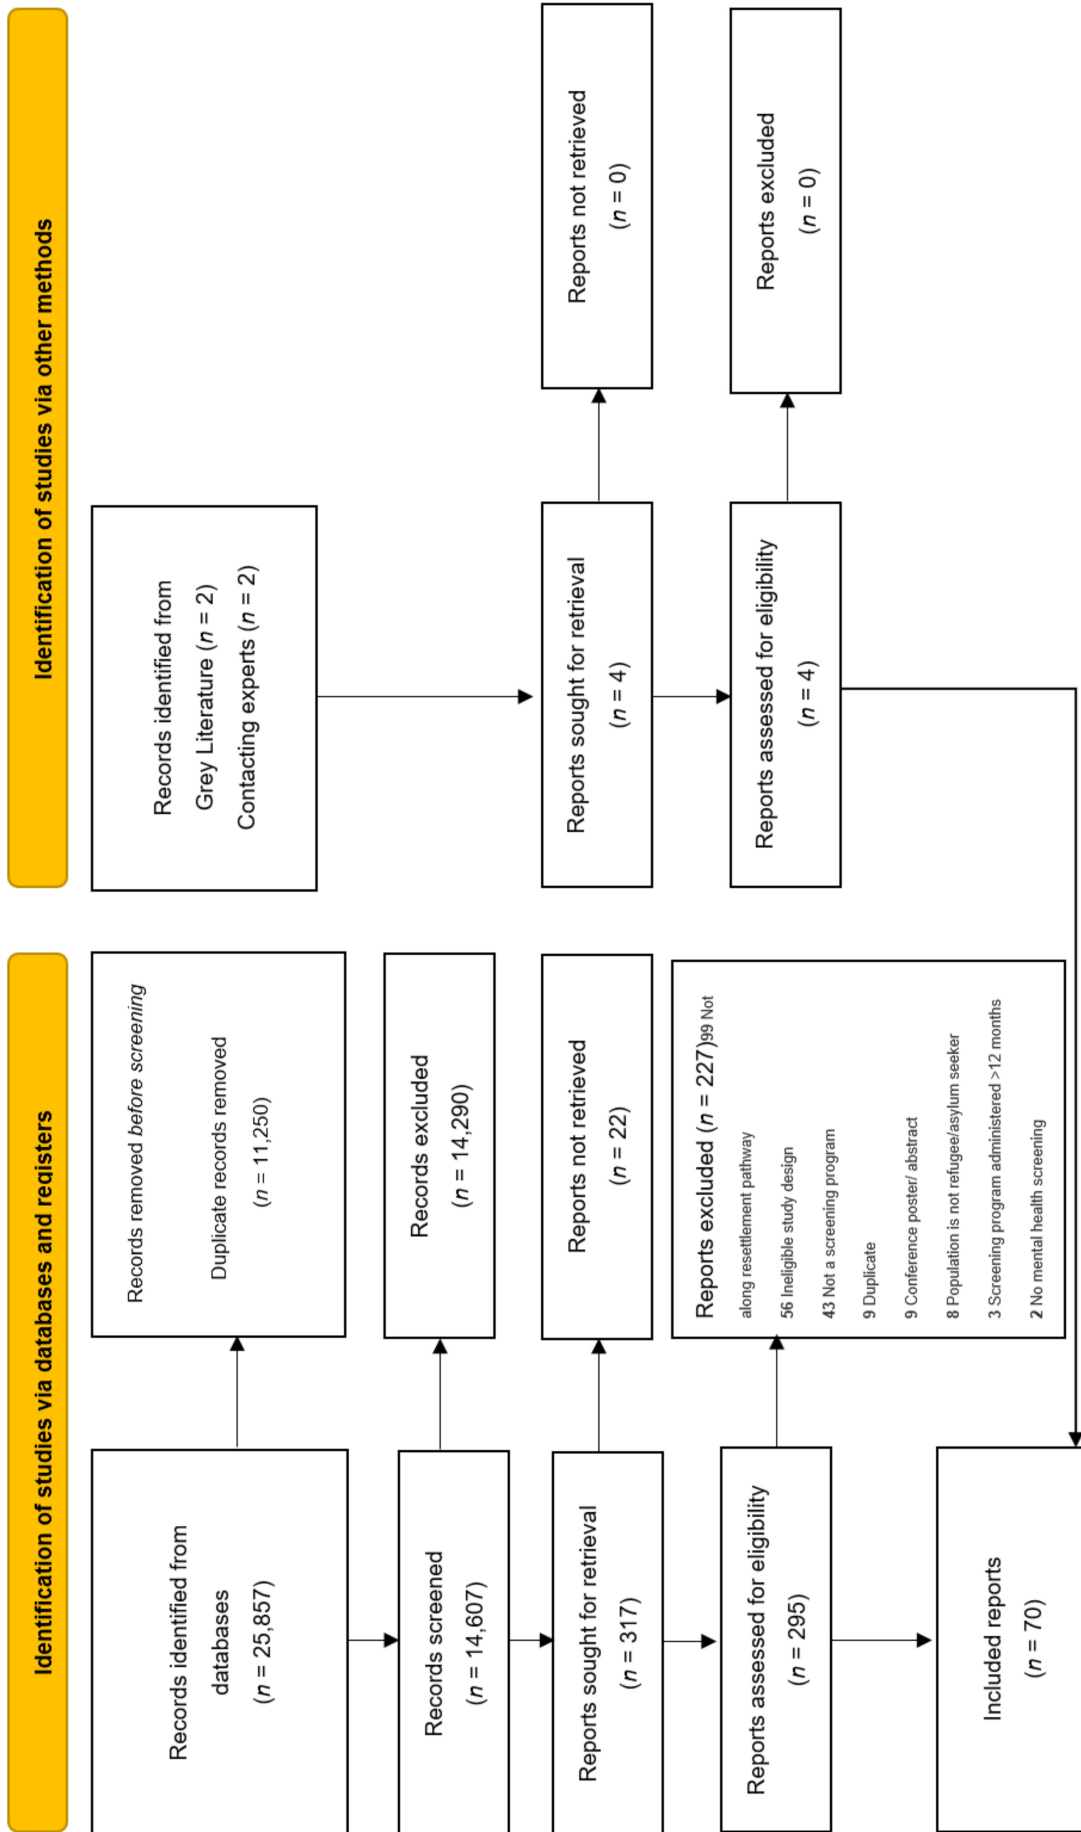 Identification of studies via databases and registers
Identification of studies via other methods
Records identified from
databases
(n = 25,857)
Records removed before screening
Duplicate records removed
(n = 11,250)
Records identified from
Grey Literature (n = 2)
Contacting experts (n = 2)
Records screened
(n = 14,607)
Records excluded
(n = 14,290)
Reports sought for retrieval
(n = 317)
Reports not retrieved
(n = 22)
Reports sought for retrieval
(n = 4)
Reports not retrieved
(n = 0)
Reports assessed for eligibility
(n = 295)
Reports excluded (n = 227)99 Not
along resettlement pathway
56 Ineligible study design
43 Not a screening program
9 Duplicate
9 Conference poster/ abstract
8 Population is not refugee/asylum seeker
3 Screening program administered >12 months
2 No mental health screening
Reports assessed for eligibility
(n = 4)
Reports excluded
(n = 0)
Included reports
(n = 70)